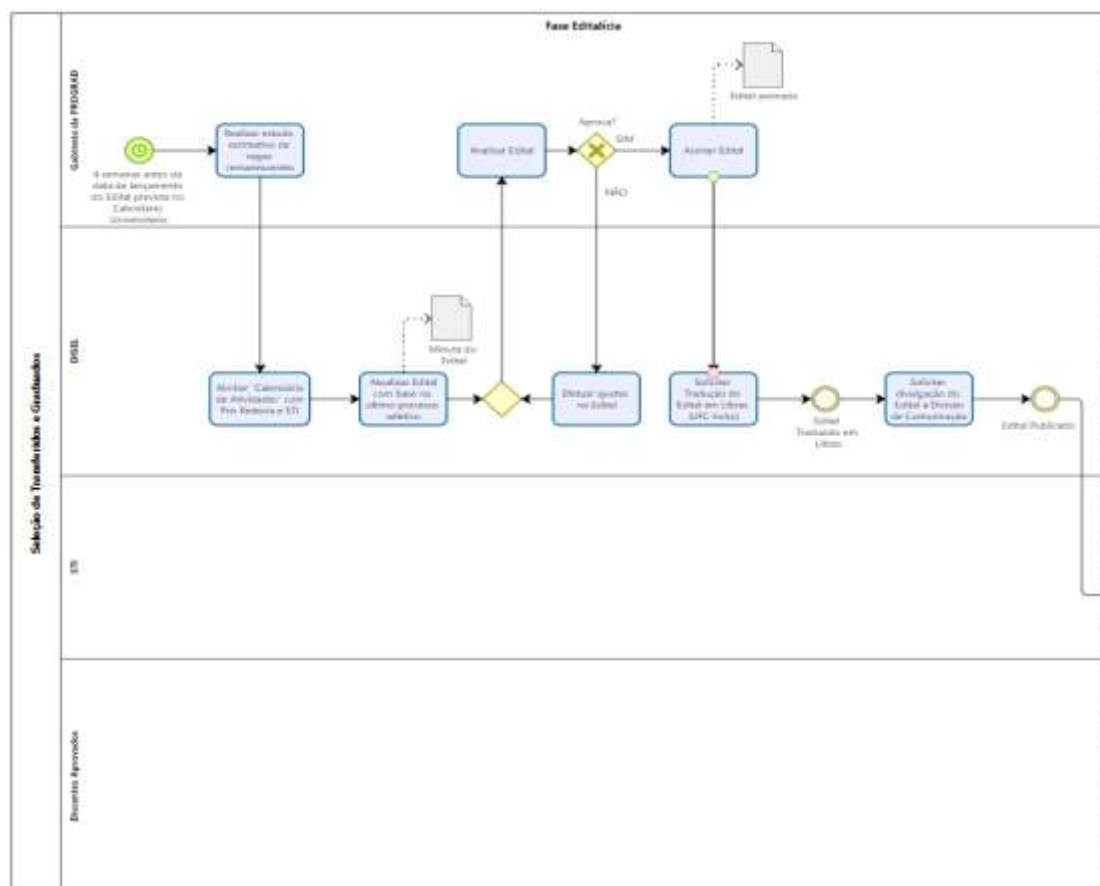 Fase Editalícia
Seleção de Transferidos e Graduados
Gabinete da PROGRAD
4 semanas antes da
data de lançamento
do Edital prevista no
Calendário
Universitário
Realizar estudo
estimativo de
vagas
remanescentes
Analisar Edital
Aprova?
SIM
NÃO
Assinar Edital
Edital assinado
DISEL
Alinhar "Calendário
de Atividades" com
Pró Reitoria e STI
Atualizar Edital
com base no
último processo
seletivo
Minuta do
Edital
Efetuar ajustes
no Edital
Solicitar
Tradução do
Edital em Libras
(UFC Inclui)
Edital
Traduzido em
Libras
Solicitar
divulgação do
Edital à Divisão
de Comunicação
Edital Publicado
STI
Discentes Aprovados